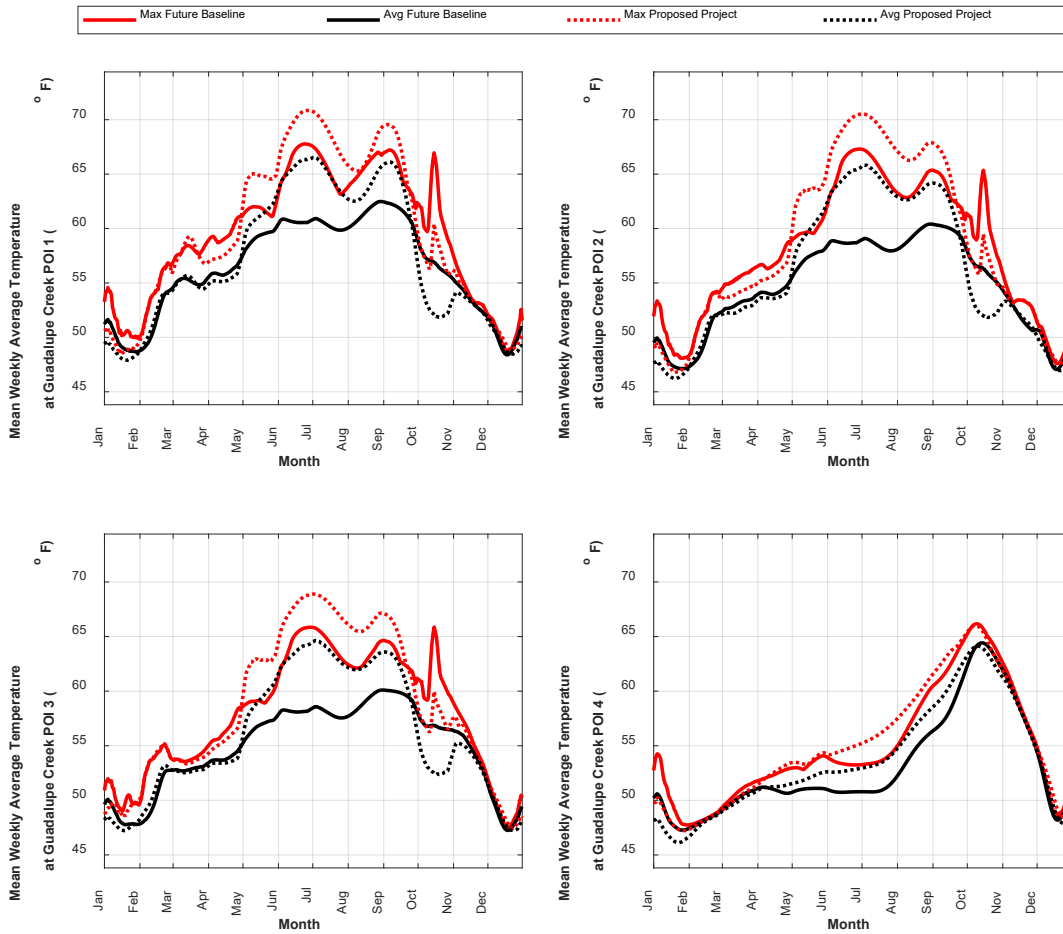 Max Future Baseline Avg Future Baseline Max Proposed Project Avg Proposed Project
Mean Weekly Average Temperature
at Guadalupe Creek POI 1 (
o F)
70
65
60
55
50
45
Jan Feb Mar Apr May Jun Jul Aug Sep Oct Nov Dec
Month
Mean Weekly Average Temperature
at Guadalupe Creek POI 2 (
o F)
70
65
60
55
50
45
Jan Feb Mar Apr May Jun Jul Aug Sep Oct Nov Dec
Month
Mean Weekly Average Temperature
at Guadalupe Creek POI 3 (
o F)
70
65
60
55
50
45
Jan Feb Mar Apr May Jun Jul Aug Sep Oct Nov Dec
Month
Mean Weekly Average Temperature
at Guadalupe Creek POI 4 (
o F)
70
65
60
55
50
45
Jan Feb Mar Apr May Jun Jul Aug Sep Oct Nov Dec
Month